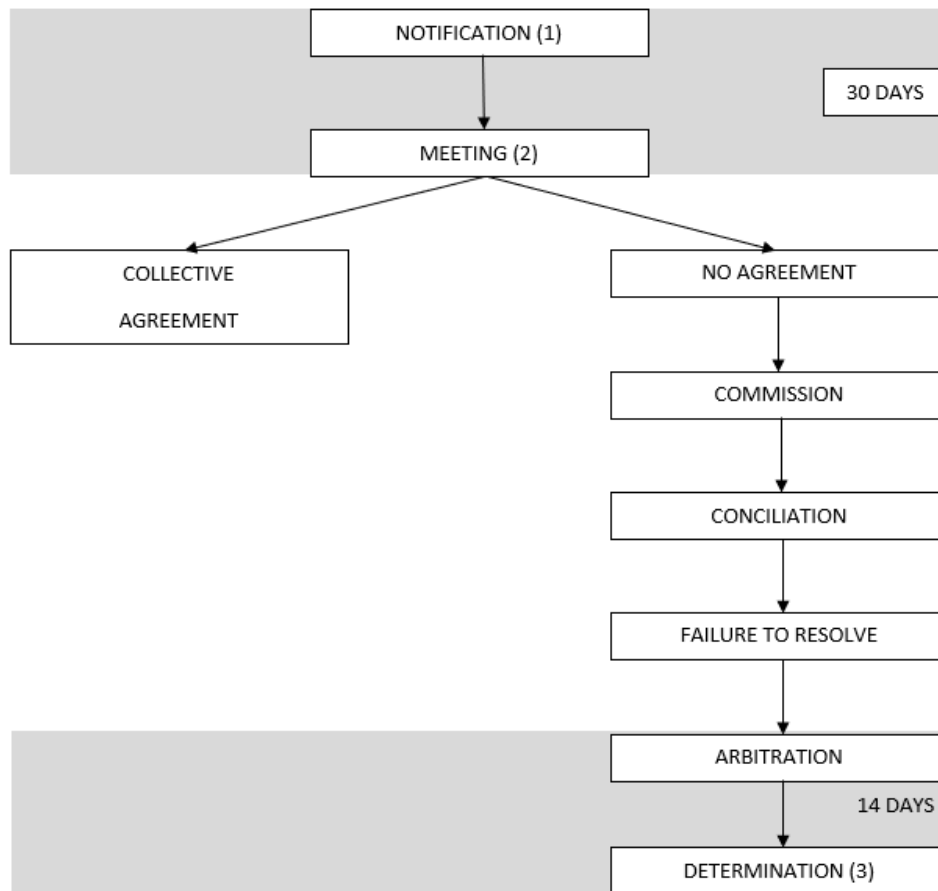 NOTIFICATION (1)
30 DAYS
MEETING (2)
COLLECTIVE
AGREEMENT
NO AGREEMENT
COMMISSION
CONCILIATION
FAILURE TO RESOLVE
ARBITRATION
14 DAYS
DETERMINATION (3)